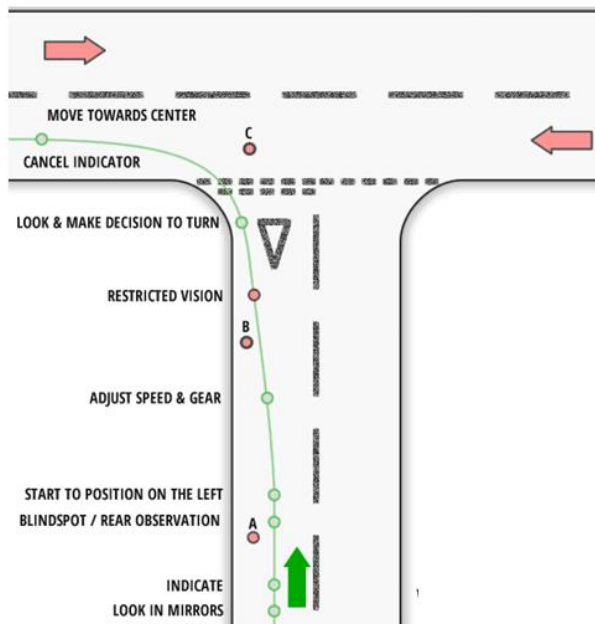 MOVE TOWARDS CENTER
C
CANCEL INDICATOR
LOOK & MAKE DECISION TO TURN
RESTRICTED VISION
B
ADJUST SPEED & GEAR
START TO POSITION ON THE LEFT
BLINDSPOT / REAR OBSERVATION
A
INDICATE
LOOK IN MIRRORS